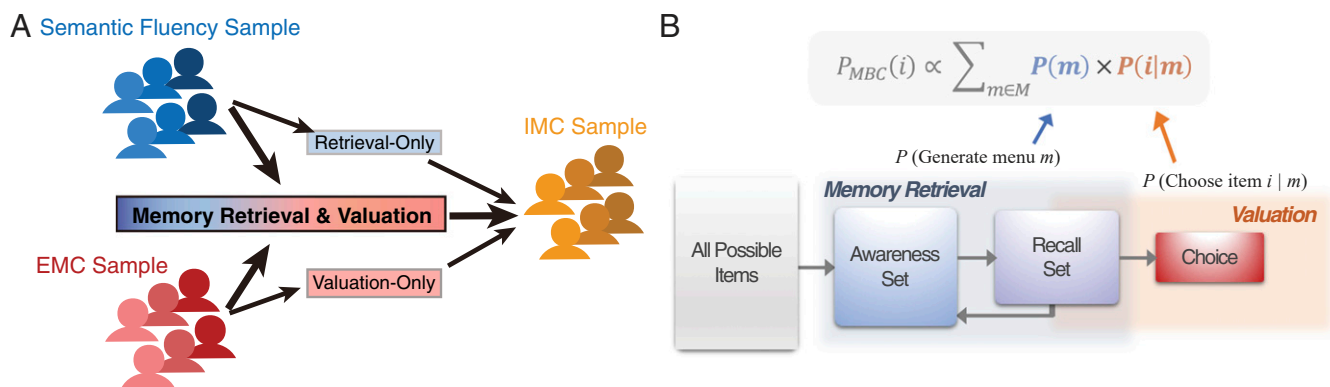 A
Semantic Fluency Sample
Retrieval-Only
IMC Sample
Memory Retrieval & Valuation
EMC Sample
Valuation-Only
B
P_MBC(i) ∝ ∑_{m∈M} P(m) × P(i|m)
P (Generate menu m)
P (Choose item i | m)
Memory Retrieval
Valuation
All Possible
Items
Awareness
Set
Recall
Set
Choice